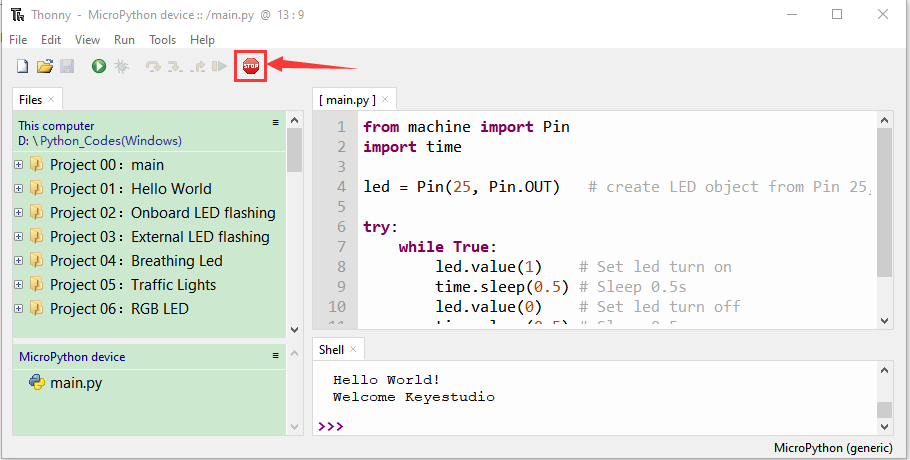 Thonny - MicroPython device :: /main.py @ 13 : 9
File Edit View Run Tools Help
STOP
Files
This computer
D: \ Python_Codes(Windows)
Project 00：main
Project 01：Hello World
Project 02：Onboard LED flashing
Project 03：External LED flashing
Project 04：Breathing Led
Project 05：Traffic Lights
Project 06：RGB LED
MicroPython device
main.py
[ main.py ]
1 from machine import Pin
2 import time
3
4 led = Pin(25, Pin.OUT) # create LED object from Pin 25,
5
6 try:
7 while True:
8 led.value(1) # Set led turn on
9 time.sleep(0.5) # Sleep 0.5s
10 led.value(0) # Set led turn off
Shell
Hello World!
Welcome Keyestudio
>>>
MicroPython (generic)